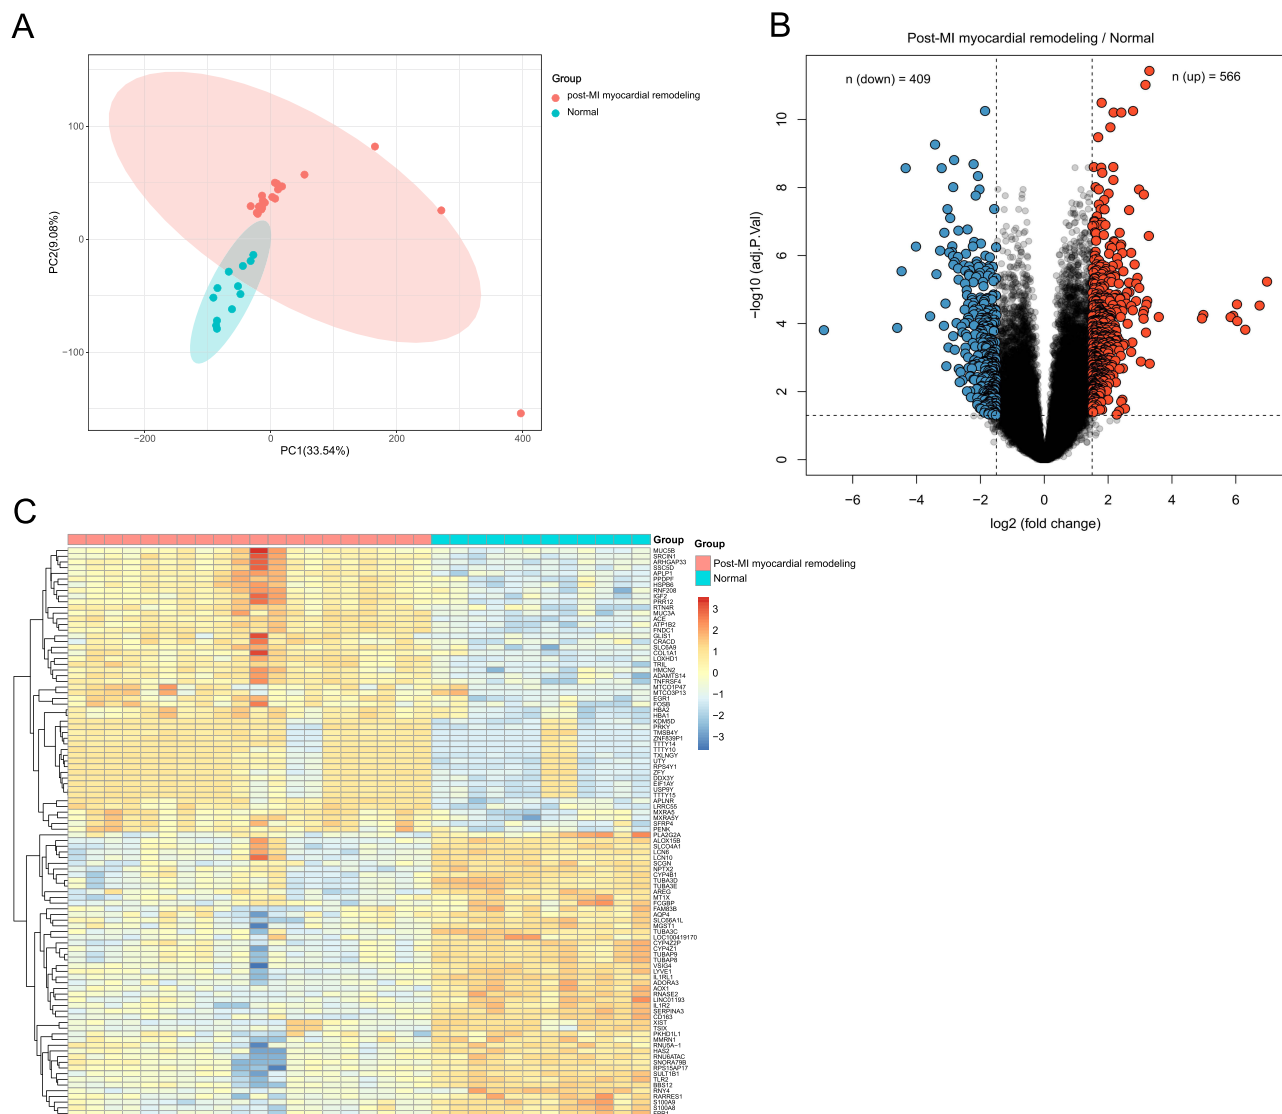 A
Group
post-MI myocardial remodeling
Normal
100
0
−100
−200
0
200
400
PC2(9.08%)
PC1(33.54%)
B
Post-MI myocardial remodeling / Normal
n (down) = 409
n (up) = 566
10
8
6
4
2
0
−6
−4
−2
0
2
4
6
−log10 (adj.P.Val)
log2 (fold change)
C
Group
MUC5B
SRCIN1
ARHGAP33
SSC5D
APLP1
PPDPF
HSPB6
RNF208
IGF2
PRR12
RTN4R
MUC3A
ACE
ATP1B2
FNDC1
GLIS1
CRACD
SLC6A9
COL1A1
LOXHD1
TRIL
HMCN2
ADAMTS14
TNFRSF4
MTCO1P47
MTCO3P13
EGR1
FOSB
HBA2
HBA1
KDM5D
PRKY
TMSB4Y
ZNF839P1
TTTY14
TTTY10
TXLNGY
UTY
RPS4Y1
ZFY
DDX3Y
EIF1AY
USP9Y
TTTY15
APLNR
LRRC55
MXRA5
MXRA5Y
SFRP4
PENK
PLA2G2A
ALOX15B
SLCO4A1
LCN6
LCN10
SCGN
NPTX2
CYP4B1
TUBA3D
TUBA3E
AREG
MT1X
FCGBP
FAM83B
AQP4
SLC66A1L
MGST1
TUBA3C
LOC100419170
CYP4Z2P
CYP4Z1
TUBAP9
TUBAP8
VSIG4
LYVE1
IL1RL1
ADORA3
AOX1
RNASE2
LINC01193
IL1R2
SERPINA3
CD163
XIST
TSIX
PKHD1L1
MMRN1
RNU5A−1
HAS2
RNU6ATAC
SNORA79B
RPS15AP17
SULT1B1
TLR2
BBS12
RNY4
RARRES1
S100A9
S100A8
Group
Post-MI myocardial remodeling
Normal
3
2
1
0
−1
−2
−3